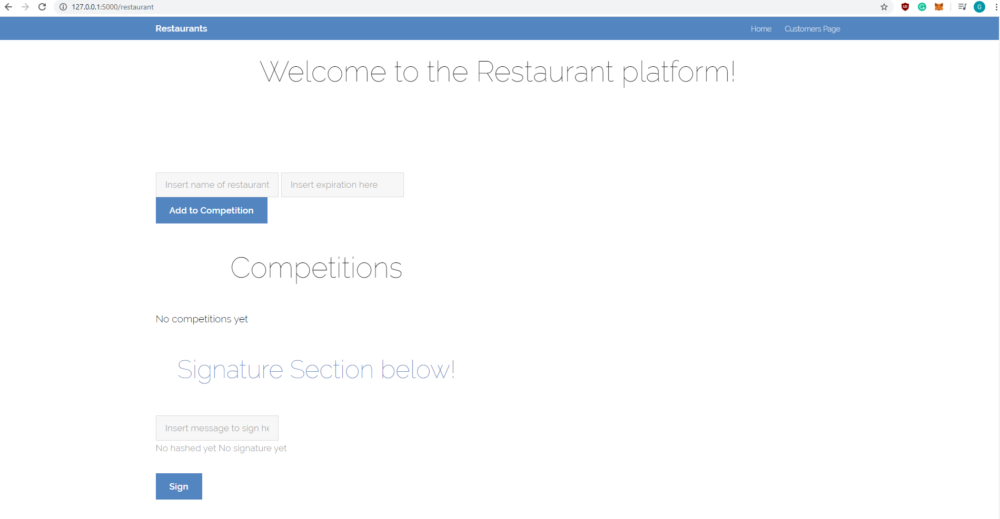 127.0.0.1:5000/restaurant
G
Restaurants Home Customers Page
Welcome to the Restaurant platform!
Insert name of restaurant Insert expiration here
Add to Competition
Competitions
No competitions yet
Signature Section below!
Insert message to sign he
No hashed yet No signature yet
Sign